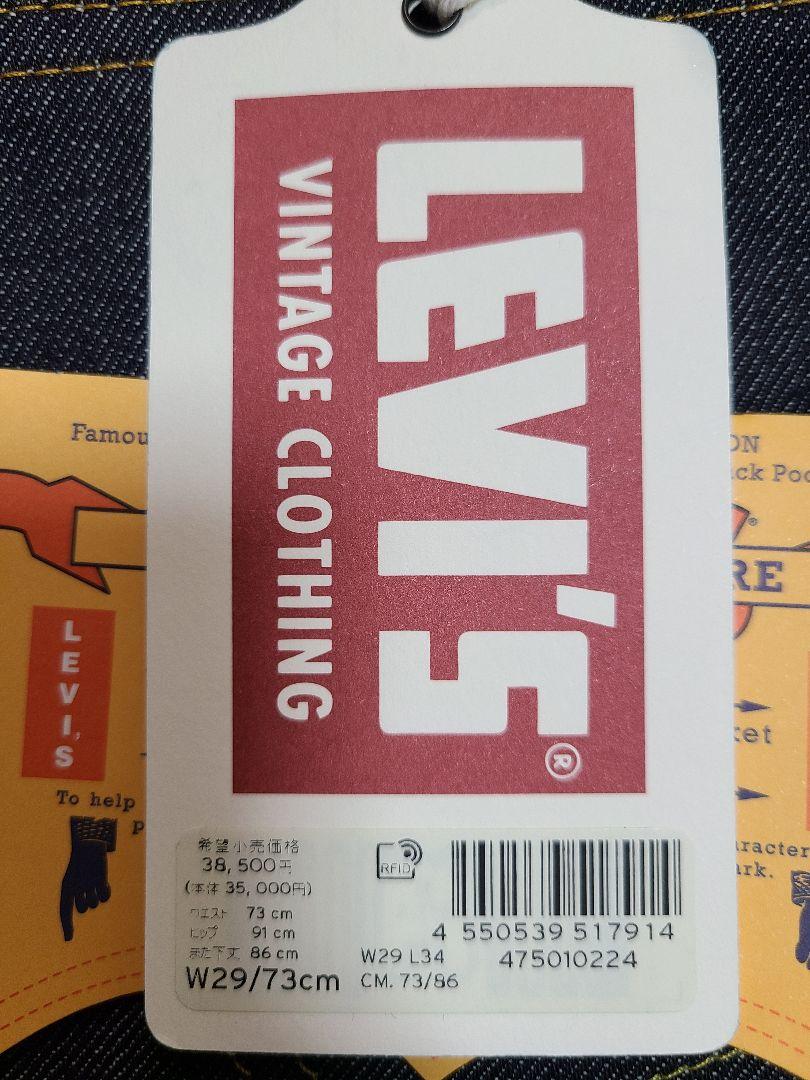 LEVI'S®
VINTAGE CLOTHING
Famou
ON
ck Poc
®
RE
LEVI'S
ket
To help
p
aracter
ark.
希望小売価格
38,500円
(本体 35,000円)
ウエスト 73 cm
ヒップ 91 cm
また下丈 86 cm
W29/73cm
RFID
W29 L34
CM. 73/86
4 550539 517914
475010224